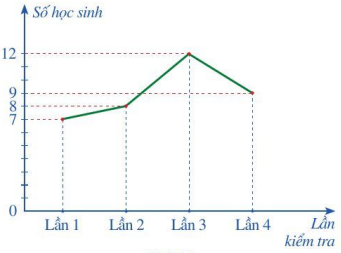 Số học sinh
12
9
8
7
0
Lần 1 Lần 2 Lần 3 Lần 4 Lần
kiểm tra